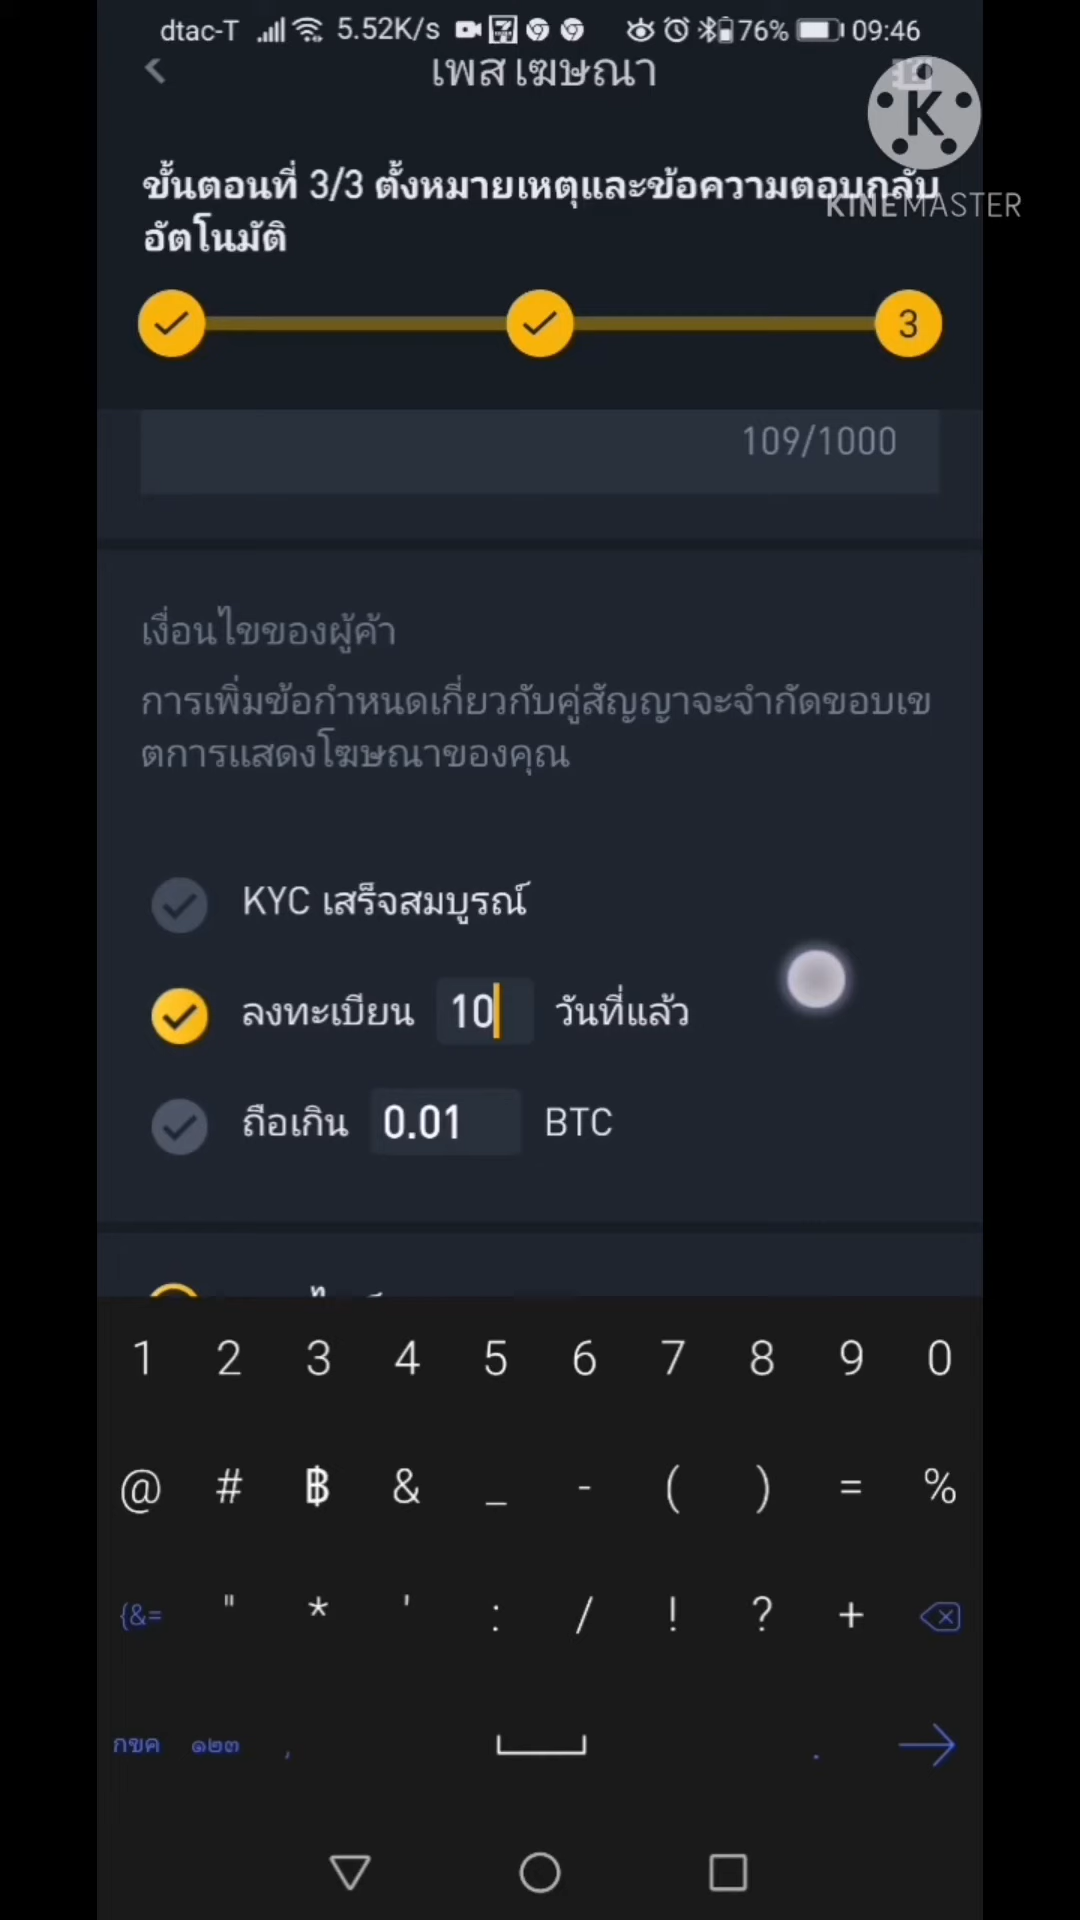 dtac-T 5.52K/s 76% 09:46
เพส เฆษณา
K
KINEMASTER
ขั้นตอนที่ 3/3 ตั้งหมายเหตุและข้อความตอบกลับ
อัตโนมัติ
3
109/1000
เงื่อนไขของผู้ค้า
การเพิ่มข้อกำหนดเกี่ยวกับคู่สัญญาจะจำกัดขอบเข
ตการแสดงโฆษณาของคุณ
KYC เสร็จสมบูรณ์
ลงทะเบียน 10 วันที่แล้ว
ถือเกิน 0.01 BTC
1 2 3 4 5 6 7 8 9 0
@ # ฿ & _ - ( ) = %
{&= " * ' : / ! ? +
กขค ๑๒๓ , .